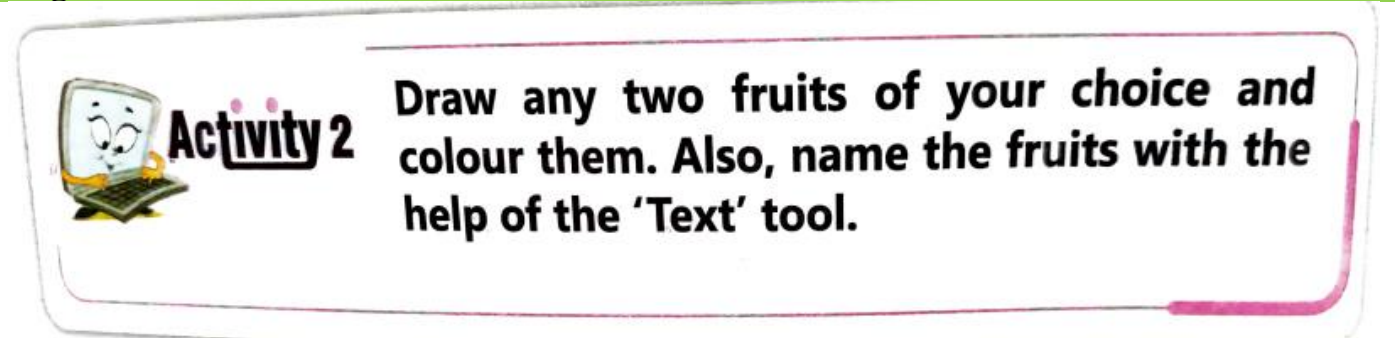 Activity 2
Draw any two fruits of your choice and
colour them. Also, name the fruits with the
help of the ‘Text’ tool.